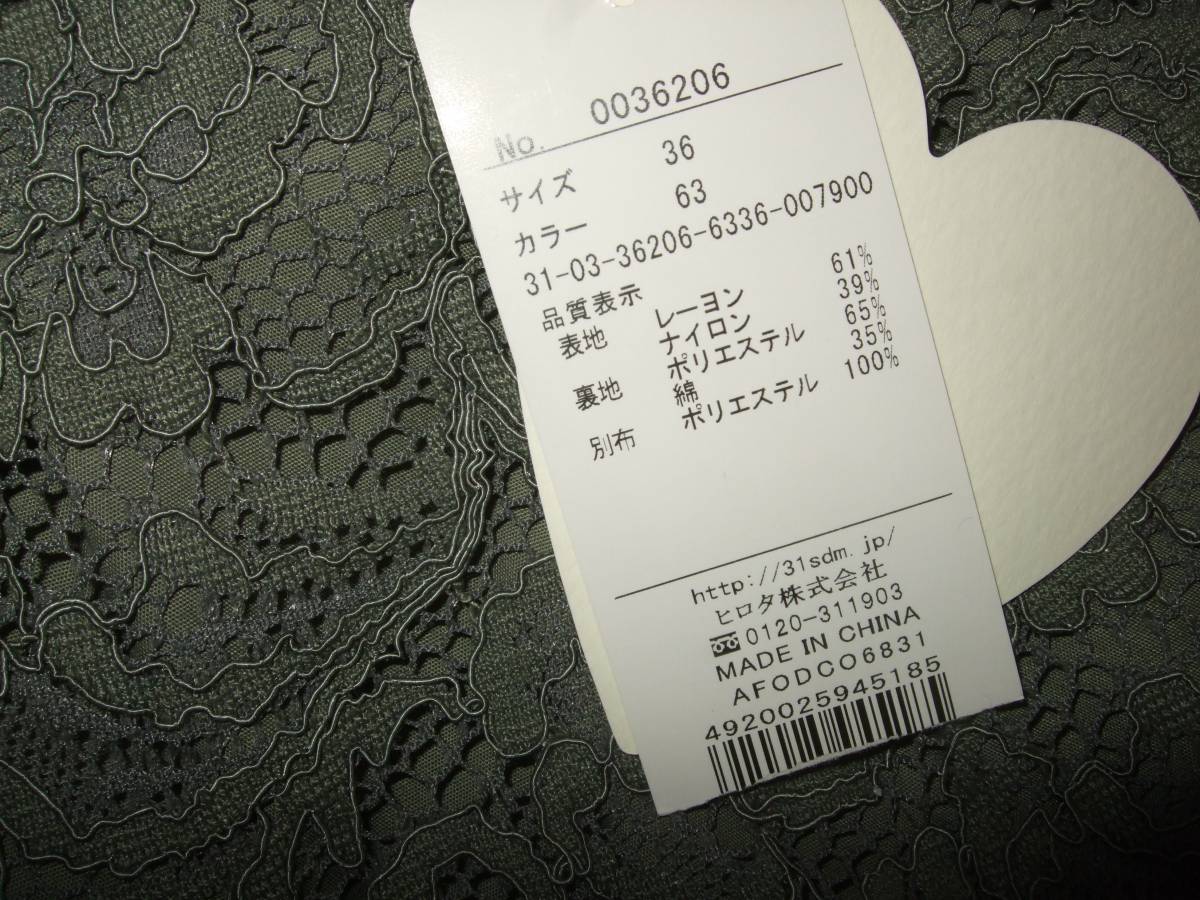 No. 0036206
サイズ 36
カラー 63
31-03-36206-6336-007900
品質表示
表地 レーヨン 61%
ナイロン 39%
ポリエステル 65%
裏地 綿 35%
別布 ポリエステル 100%
http://31sdm.jp/
ヒロタ株式会社
0120-311903
MADE IN CHINA
AFODCO6831
4920025945185